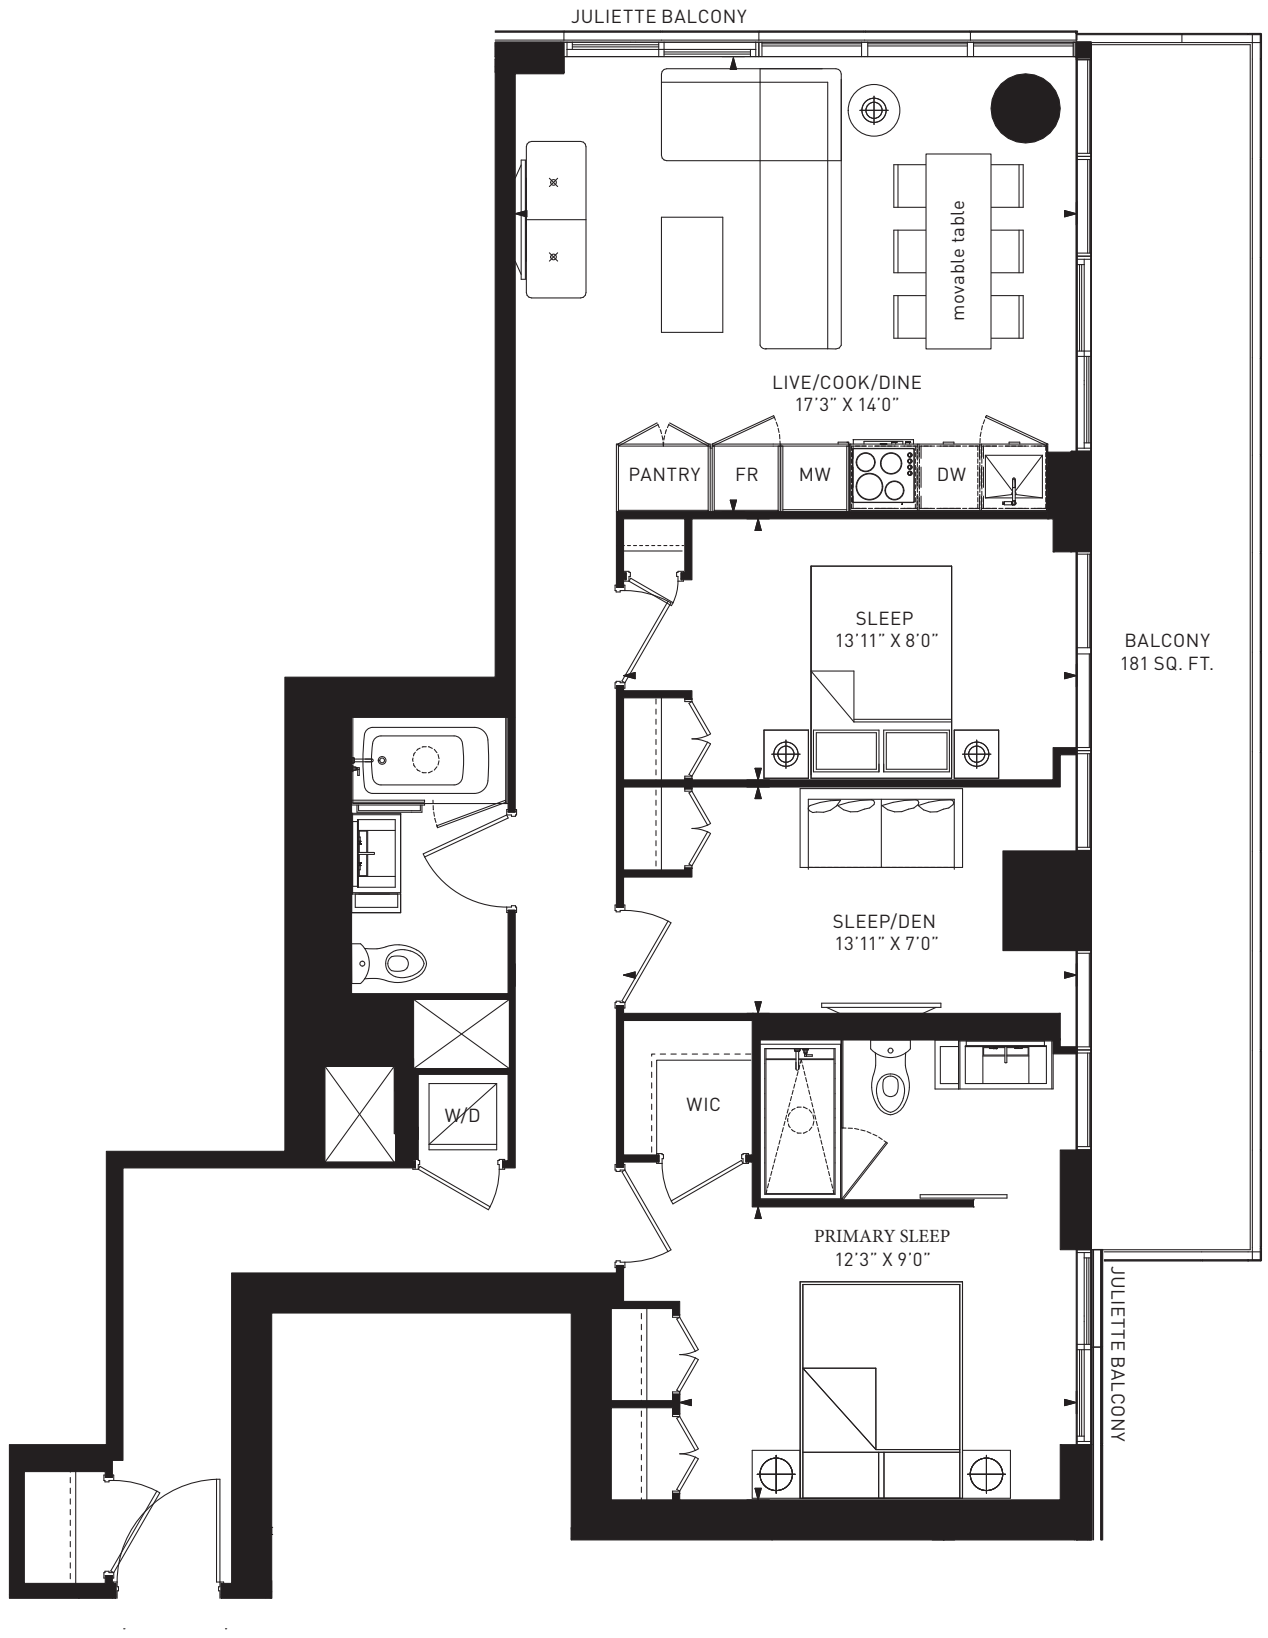 JULIETTE BALCONY
movable table
LIVE/COOK/DINE
17'3" X 14'0"
PANTRY
FR
MW
DW
SLEEP
13'11" X 8'0"
BALCONY
181 SQ. FT.
SLEEP/DEN
13'11" X 7'0"
WIC
W/D
PRIMARY SLEEP
12'3" X 9'0"
JULIETTE BALCONY